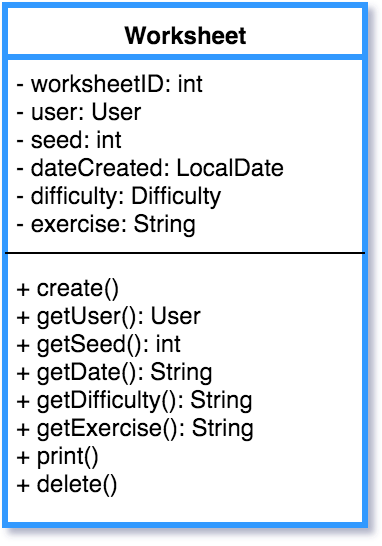 Worksheet
- worksheetID: int
- user: User
- seed: int
- dateCreated: LocalDate
- difficulty: Difficulty
- exercise: String
+ create()
+ getUser(): User
+ getSeed(): int
+ getDate(): String
+ getDifficulty(): String
+ getExercise(): String
+ print()
+ delete()